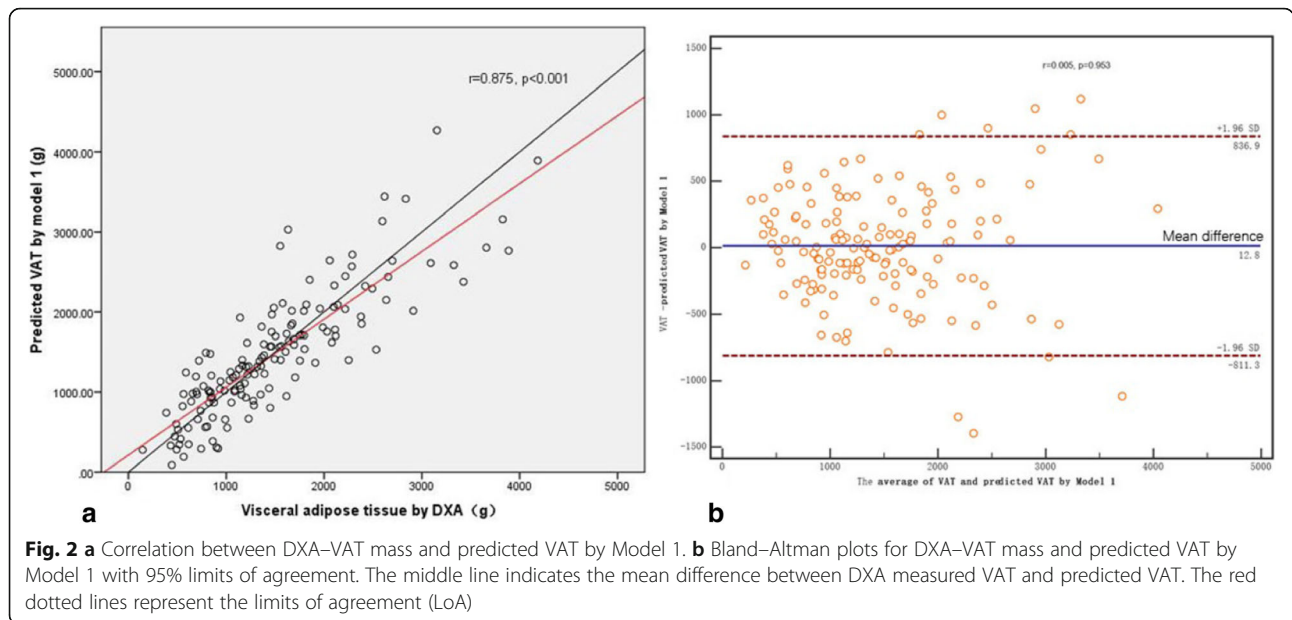 5000.00
4000.00
3000.00
2000.00
1000.00
.00
Predicted VAT by model 1 (g)
r=0.875, p<0.001
0 1000 2000 3000 4000 5000
Visceral adipose tissue by DXA (g)
a
1500
1000
500
0
-500
-1000
-1500
VAT -predicted VAT by Model 1
r=0.005, p=0.953
+1.96 SD
836.9
Mean difference
12.8
-1.96 SD
-811.3
0 1000 2000 3000 4000 5000
The average of VAT and predicted VAT by Model 1
b
Fig. 2 a Correlation between DXA–VAT mass and predicted VAT by Model 1. b Bland–Altman plots for DXA–VAT mass and predicted VAT by
Model 1 with 95% limits of agreement. The middle line indicates the mean difference between DXA measured VAT and predicted VAT. The red
dotted lines represent the limits of agreement (LoA)